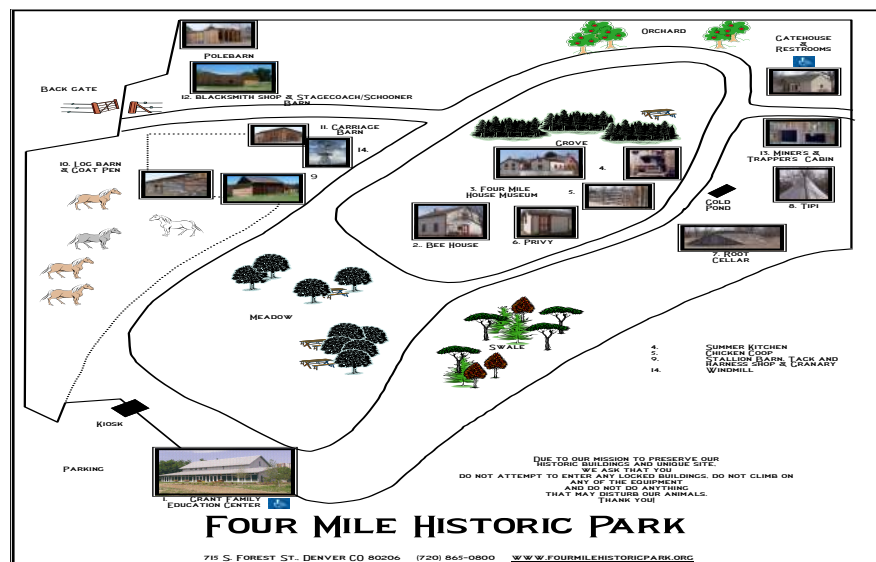 Orchard
Gatehouse
&
Restrooms
Polebarn
Back gate
12. Blacksmith shop & Stagecoach/Schooner
Barn
11. Carriage
Barn
14.
Grove
4.
13. Miner's &
Trapper's Cabin
10. Log barn
& Goat Pen
9
3. Four Mile
House Museum
5.
Gold
Pond
8. Tipi
2.. Bee House
6. Privy
7. Root
Cellar
Meadow
Swale
4. Summer Kitchen
5. Chicken Coop
9. Stallion Barn, Tack and
Harness shop & Granary
14. Windmill
Kiosk
Parking
1. Grant Family
Education Center
Due to our mission to preserve our
historic buildings and unique site.
We ask that you
do not attempt to enter any locked buildings, do not climb on
any of the equipment
and do not do anything
that may disturb our animals.
Thank you!
Four Mile Historic Park
715 S. Forest St.. Denver CO 80206 (720) 865-0800 www.fourmilehistoricpark.org